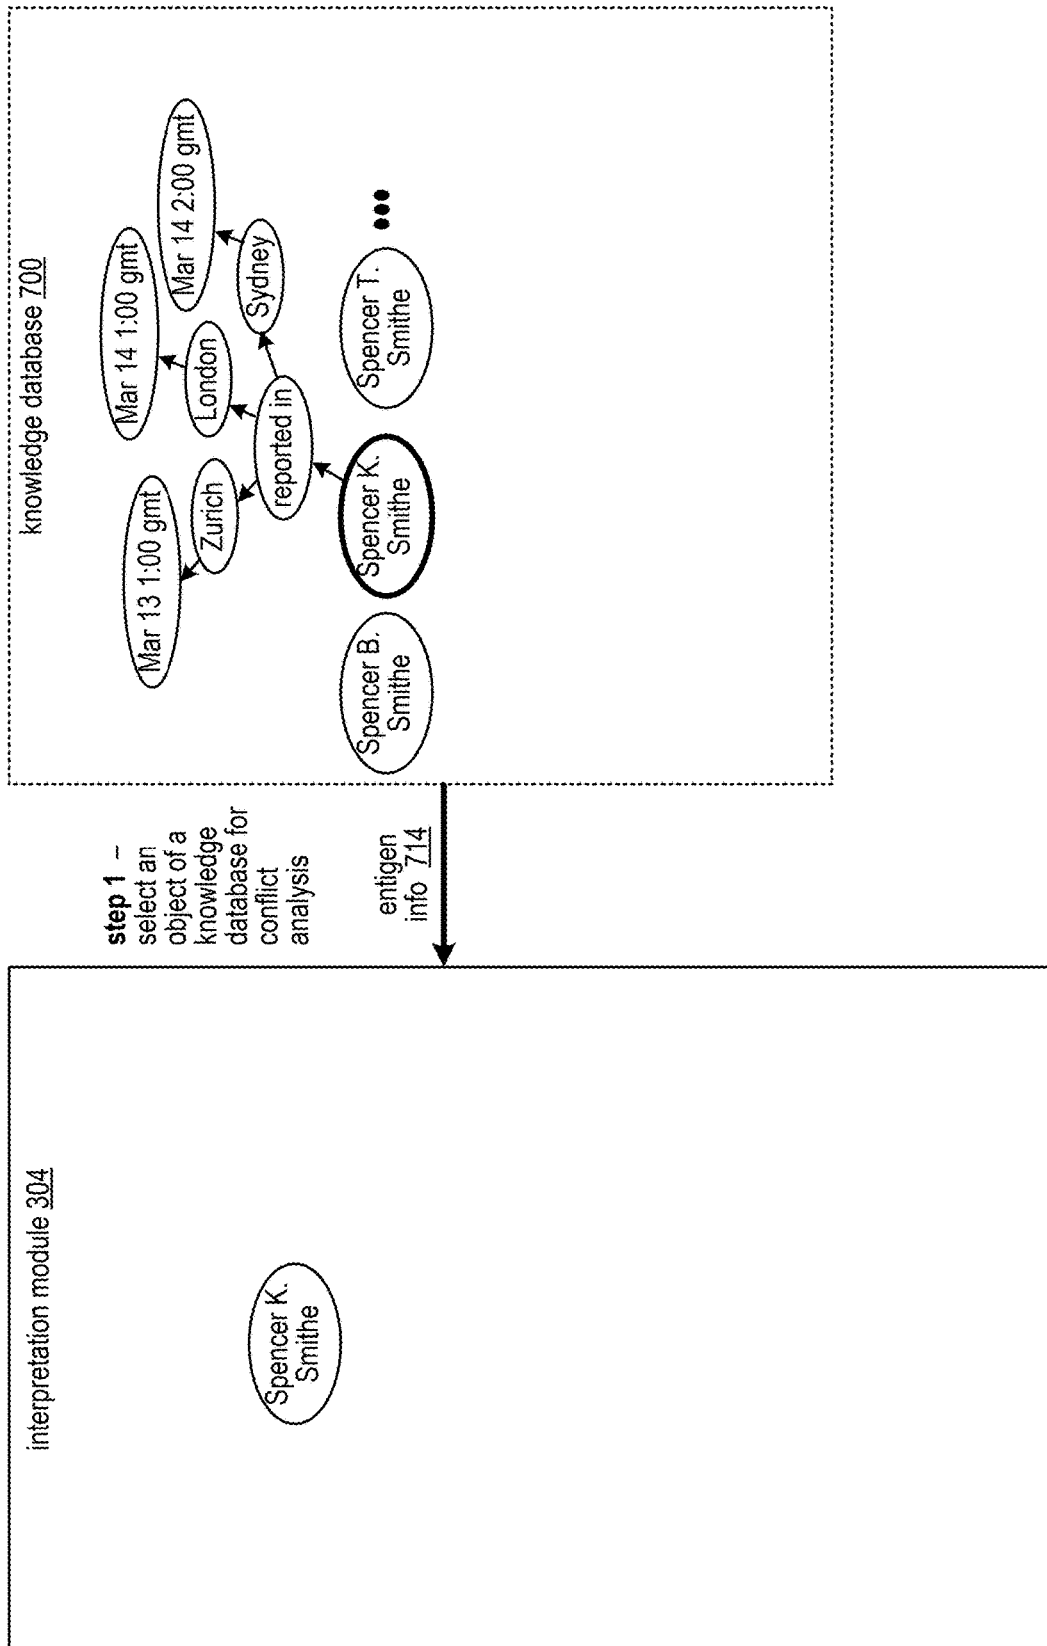 interpretation module 304
Spencer K.
Smithe
step 1 –
select an
object of a
knowledge
database for
conflict
analysis
entigen
info 714
knowledge database 700
Mar 13 1:00 gmt
Mar 14 1:00 gmt
Mar 14 2:00 gmt
Zurich
London
Sydney
reported in
Spencer B.
Smithe
Spencer K.
Smithe
Spencer T.
Smithe
•••